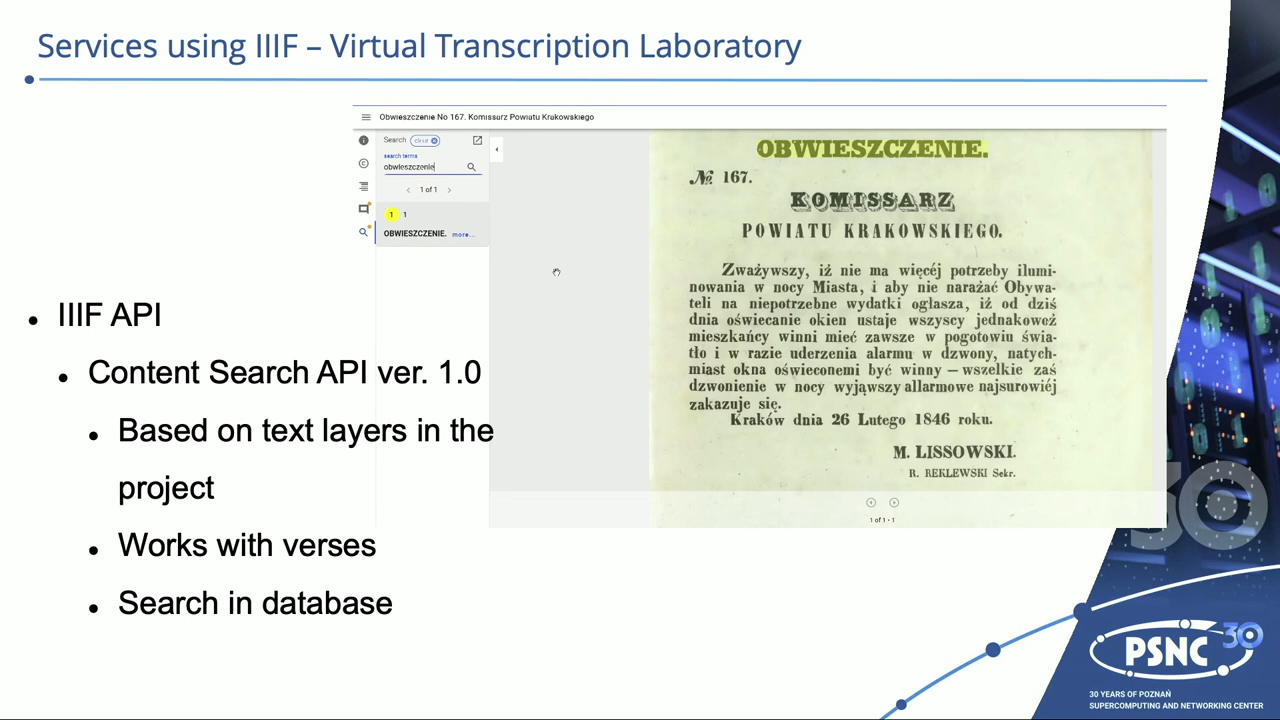 Services using IIIF – Virtual Transcription Laboratory
Obwieszczenie No 167. Komissarz Powiatu Krakowskiego
Search
clear
search terms
obwieszczenie
1 of 1
1 1
OBWIESZCZENIE. more...
OBWIESZCZENIE.
№ 167.
KOMISSARZ
POWIATU KRAKOWSKIEGO.
Zważywszy, iż nie ma więcéj potrzeby ilumi-
nowania w nocy Miasta, i aby nie narażać Obywa-
teli na niepotrzebne wydatki ogłasza, iż od dziś
dnia oświecanie okien ustaje wszyscy jednakoweż
mieszkańcy winni mieć zawsze w pogotowiu świa-
tło i w razie uderzenia alarmu w dzwony, natych-
miast okna oświeconemi być winny — wszelkie zaś
dzwonienie w nocy wyjąwszy allarmowe najsurowiéj
zakazuje się.
Kraków dnia 26 Lutego 1846 roku.
M. LISSOWSKI.
R. REKLEWSKI Sekr.
1 of 1 • 1
IIIF API
Content Search API ver. 1.0
Based on text layers in the
project
Works with verses
Search in database
30
PSNC 30
30 YEARS OF POZNAŃ
SUPERCOMPUTING AND NETWORKING CENTER